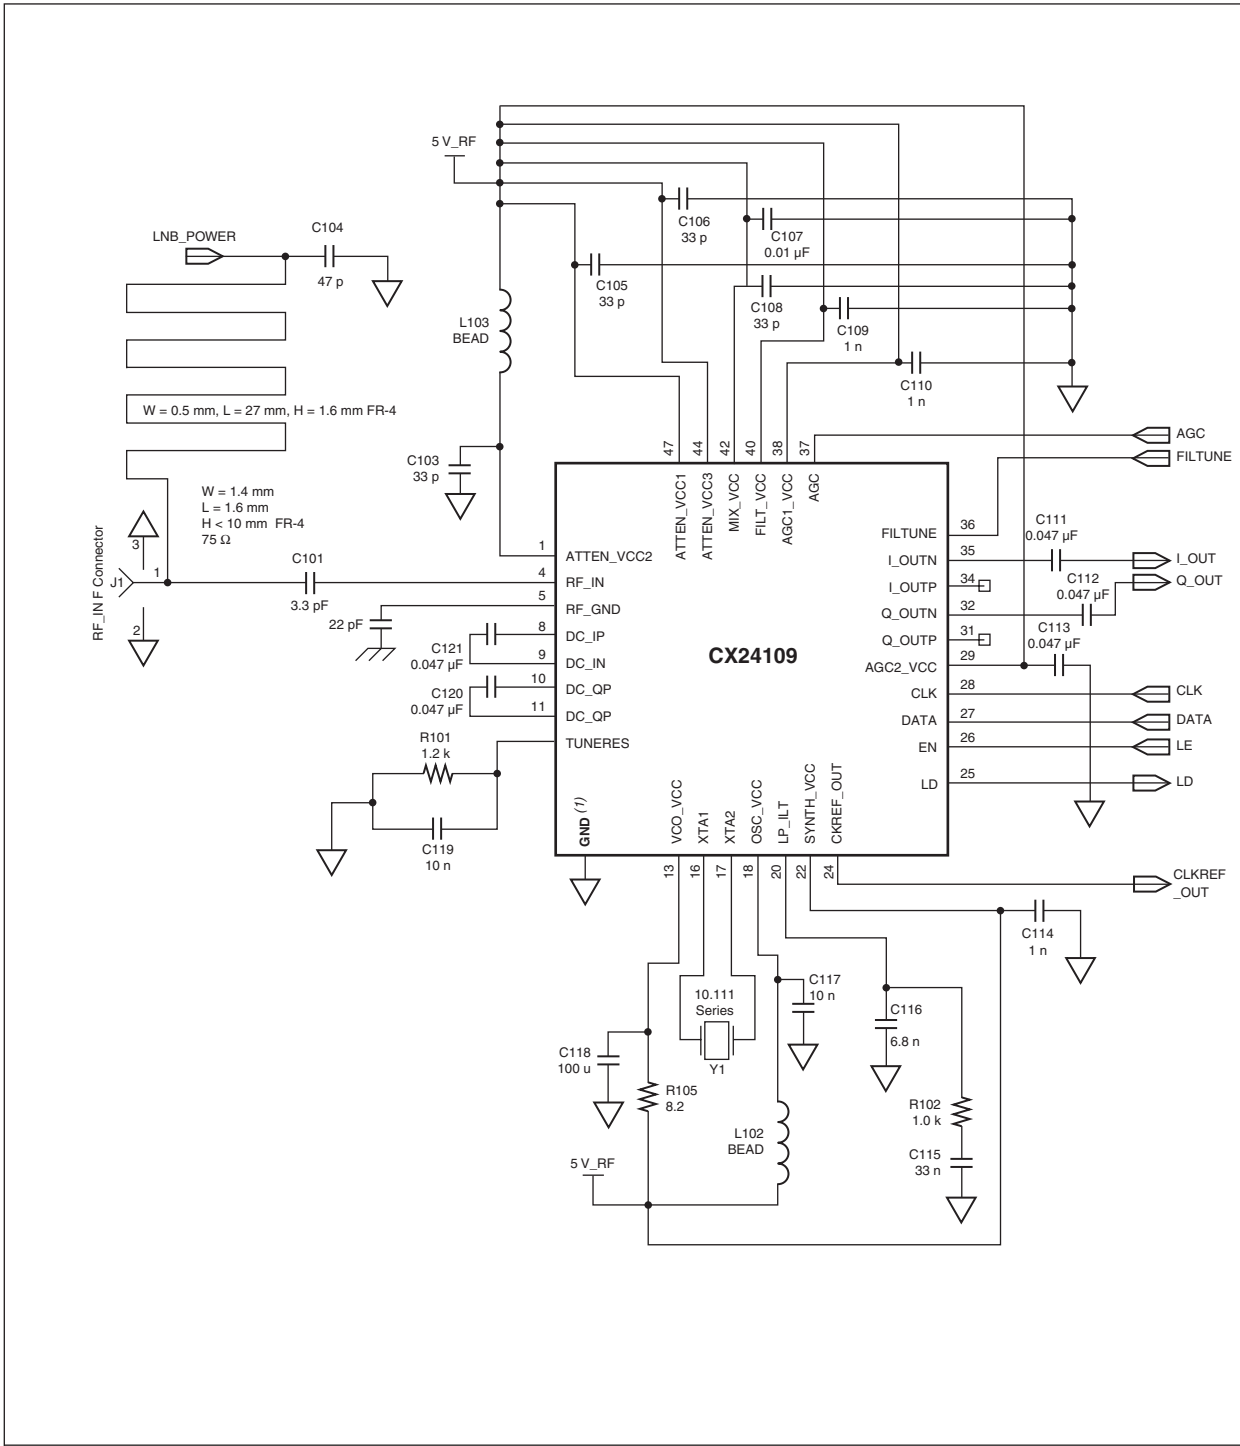 5 V_RF
C106
33 p
C107
0.01 µF
C105
33 p
C108
33 p
C109
1 n
C110
1 n
LNB_POWER
C104
47 p
L103
BEAD
W = 0.5 mm, L = 27 mm, H = 1.6 mm FR-4
C103
33 p
W = 1.4 mm
L = 1.6 mm
H < 10 mm FR-4
75 Ω
RF_IN F Connector
J1
3
1
2
C101
3.3 pF
22 pF
C121
0.047 µF
C120
0.047 µF
R101
1.2 k
C119
10 n
47
44
42
40
38
37
ATTEN_VCC1
ATTEN_VCC3
MIX_VCC
FILT_VCC
AGC1_VCC
AGC
1
ATTEN_VCC2
4
RF_IN
5
RF_GND
8
DC_IP
9
DC_IN
10
DC_QP
11
DC_QP
TUNERES
CX24109
FILTUNE
36
I_OUTN
35
I_OUTP
34
Q_OUTN
32
Q_OUTP
31
AGC2_VCC
29
CLK
28
DATA
27
EN
26
LD
25
AGC
FILTUNE
C111
0.047 µF
I_OUT
C112
0.047 µF
Q_OUT
C113
0.047 µF
CLK
DATA
LE
LD
GND (1)
VCO_VCC
XTA1
XTA2
OSC_VCC
LP_ILT
SYNTH_VCC
CKREF_OUT
13
16
17
18
20
22
24
CLKREF
_OUT
C114
1 n
C117
10 n
10.111
Series
Y1
C116
6.8 n
C118
100 u
R105
8.2
R102
1.0 k
L102
BEAD
C115
33 n
5 V_RF